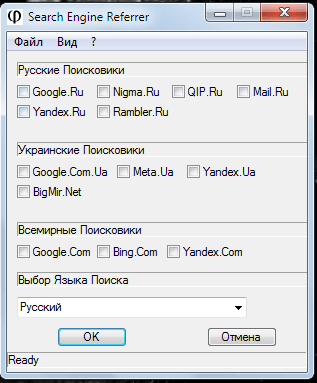 Search Engine Referrer
Файл Вид ?
Русские Поисковики
Google.Ru Nigma.Ru QIP.Ru Mail.Ru
Yandex.Ru Rambler.Ru
Украинские Поисковики
Google.Com.Ua Meta.Ua Yandex.Ua
BigMir.Net
Всемирные Поисковики
Google.Com Bing.Com Yandex.Com
Выбор Языка Поиска
Русский
OK Отмена
Ready